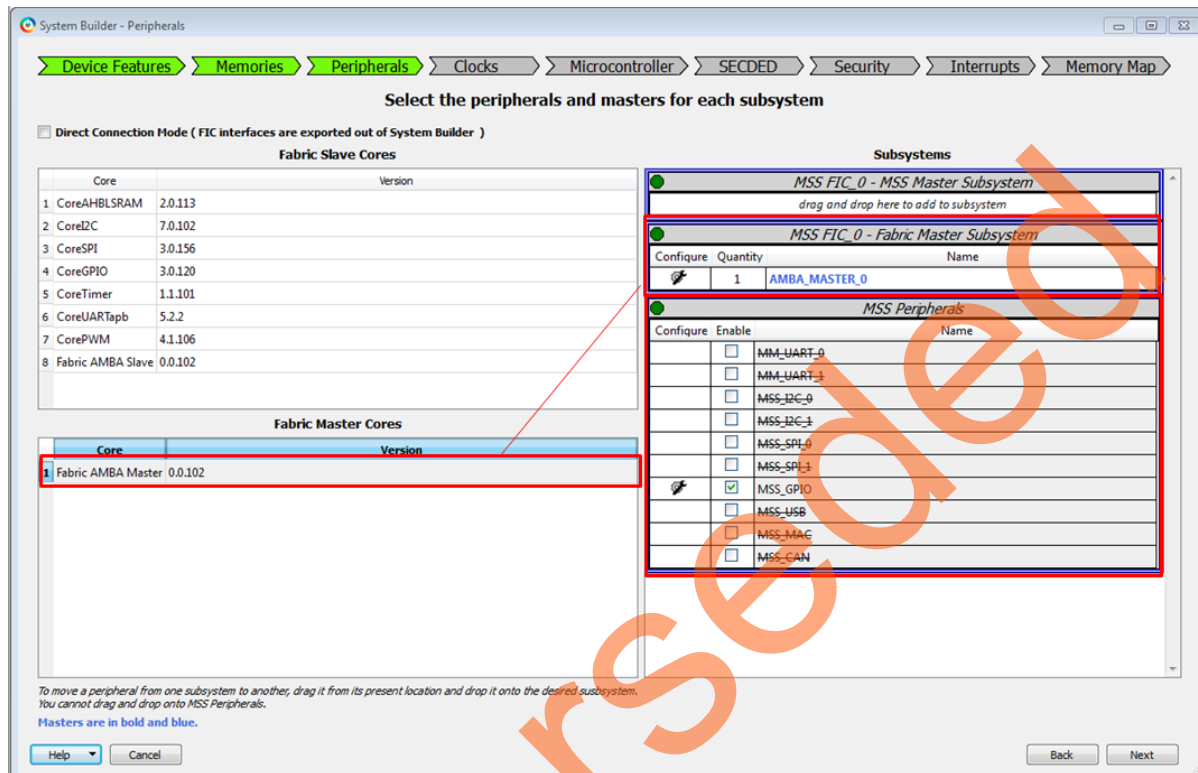 System Builder - Peripherals
Device Features Memories Peripherals Clocks Microcontroller SECDED Security Interrupts Memory Map
Select the peripherals and masters for each subsystem
Direct Connection Mode ( FIC interfaces are exported out of System Builder )
Fabric Slave Cores
Core Version
1 CoreAHBLSRAM 2.0.113
2 CoreI2C 7.0.102
3 CoreSPI 3.0.156
4 CoreGPIO 3.0.120
5 CoreTimer 1.1.101
6 CoreUARTapb 5.2.2
7 CorePWM 4.1.106
8 Fabric AMBA Slave 0.0.102
Fabric Master Cores
Core Version
1 Fabric AMBA Master 0.0.102
Subsystems
MSS FIC_0 - MSS Master Subsystem
drag and drop here to add to subsystem
MSS FIC_0 - Fabric Master Subsystem
Configure Quantity Name
1 AMBA_MASTER_0
MSS Peripherals
Configure Enable Name
MM_UART_0
MM_UART_1
MSS_I2C_0
MSS_I2C_1
MSS_SPI_0
MSS_SPI_1
MSS_GPIO
MSS_USB
MSS_MAC
MSS_CAN
To move a peripheral from one subsystem to another, drag it from its present location and drop it onto the desired susbsystem.
You cannot drag and drop onto MSS Peripherals.
Masters are in bold and blue.
Help Cancel Back Next
rseded